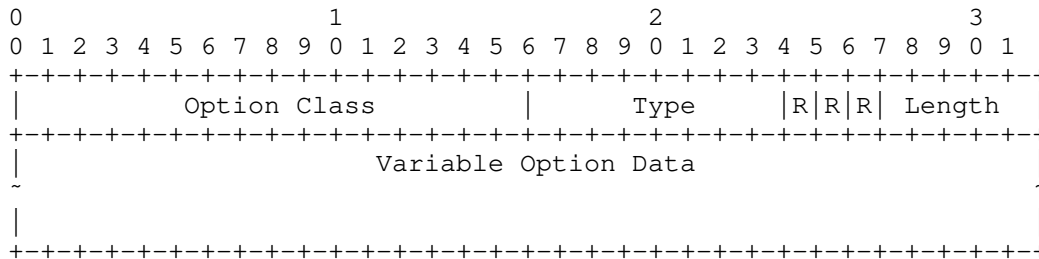 0                   1                   2                   3
0 1 2 3 4 5 6 7 8 9 0 1 2 3 4 5 6 7 8 9 0 1 2 3 4 5 6 7 8 9 0 1
+-+-+-+-+-+-+-+-+-+-+-+-+-+-+-+-+-+-+-+-+-+-+-+-+-+-+-+-+-+-+-+--
|          Option Class         |      Type     |R|R|R| Length
+-+-+-+-+-+-+-+-+-+-+-+-+-+-+-+-+-+-+-+-+-+-+-+-+-+-+-+-+-+-+-+--
|                      Variable Option Data
~                                                               ~
|
+-+-+-+-+-+-+-+-+-+-+-+-+-+-+-+-+-+-+-+-+-+-+-+-+-+-+-+-+-+-+-+--